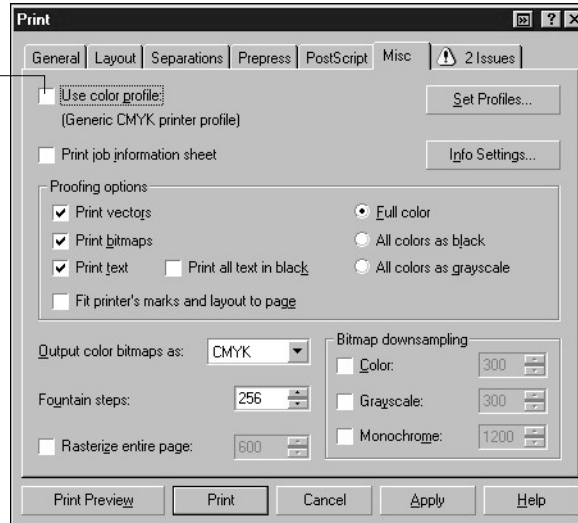 Print
General Layout Separations Prepress PostScript Misc 2 Issues
Use color profile: Set Profiles...
(Generic CMYK printer profile)
Print job information sheet Info Settings...
Proofing options
Print vectors Full color
Print bitmaps All colors as black
Print text Print all text in black All colors as grayscale
Fit printer's marks and layout to page
Output color bitmaps as: CMYK Bitmap downsampling
Color: 300
Fountain steps: 256 Grayscale: 300
Rasterize entire page: 600 Monochrome: 1200
Print Preview Print Cancel Apply Help